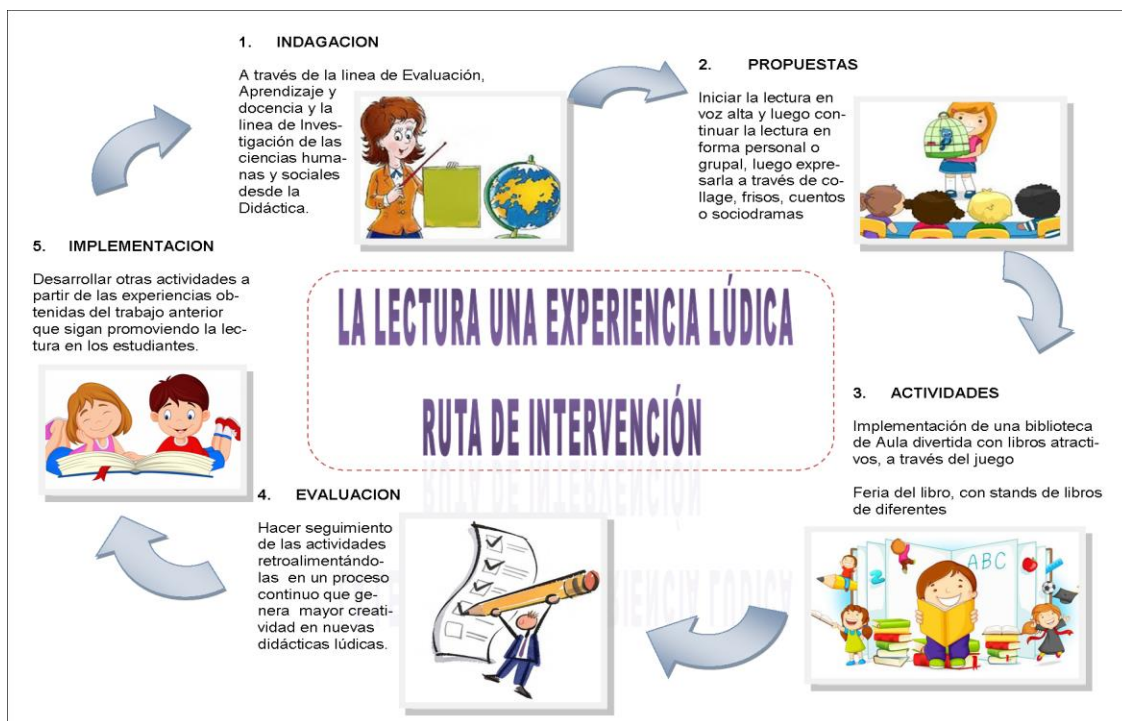 1. INDAGACION
A través de la linea de Evaluación,
Aprendizaje y
docencia y la
linea de Inves-
tigación de las
ciencias huma-
nas y sociales
desde la
Didáctica.
2. PROPUESTAS
Iniciar la lectura en
voz alta y luego con-
tinuar la lectura en
forma personal o
grupal, luego expre-
sarla a través de co-
llage, frisos, cuentos
o sociodramas
LA LECTURA UNA EXPERIENCIA LÚDICA
RUTA DE INTERVENCIÓN
3. ACTIVIDADES
Implementación de una biblioteca
de Aula divertida con libros atracti-
vos, a través del juego
Feria del libro, con stands de libros
de diferentes
ABC
2
4. EVALUACION
Hacer seguimiento
de las actividades
retroalimentándo-
las en un proceso
continuo que ge-
nera mayor creati-
vidad en nuevas
didácticas lúdicas.
5. IMPLEMENTACION
Desarrollar otras actividades a
partir de las experiencias ob-
tenidas del trabajo anterior
que sigan promoviendo la lec-
tura en los estudiantes.